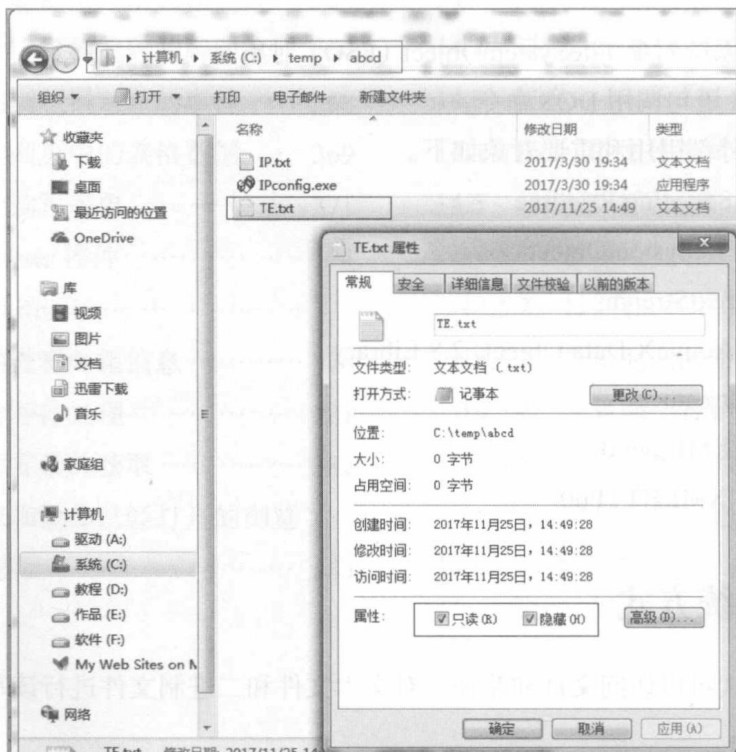 计算机 ▸ 系统 (C:) ▸ temp ▸ abcd
组织 打开 打印 电子邮件 新建文件夹
收藏夹
下载
桌面
最近访问的位置
OneDrive
库
视频
图片
文档
迅雷下载
音乐
家庭组
计算机
驱动 (A:)
系统 (C:)
教程 (D:)
作品 (E:)
软件 (F:)
My Web Sites on M
网络
名称 修改日期 类型
IP.txt 2017/3/30 19:34 文本文档
IPconfig.exe 2017/3/30 19:34 应用程序
TE.txt 2017/11/25 14:49 文本文档
TE.txt 属性
常规 安全 详细信息 文件校验 以前的版本
TE.txt
文件类型: 文本文档 (.txt)
打开方式: 记事本 更改(C)...
位置: C:\temp\abcd
大小: 0 字节
占用空间: 0 字节
创建时间: 2017年11月25日，14:49:28
修改时间: 2017年11月25日，14:49:28
访问时间: 2017年11月25日，14:49:28
属性: 只读(R) 隐藏(H) 高级(D)...
确定 取消 应用(A)